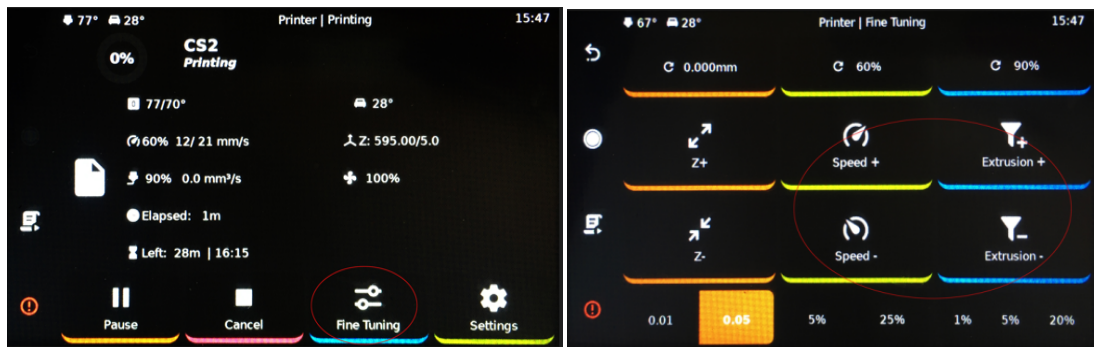 77° 28° Printer | Printing 15:47
0%
CS2
Printing
77/70° 28°
60% 12/ 21 mm/s Z: 595.00/5.0
90% 0.0 mm³/s 100%
Elapsed: 1m
Left: 28m | 16:15
Pause Cancel Fine Tuning Settings
67° 28° Printer | Fine Tuning 15:47
0.000mm 60% 90%
Z+ Speed + Extrusion +
Z- Speed - Extrusion -
0.01 0.05 5% 25% 1% 5% 20%